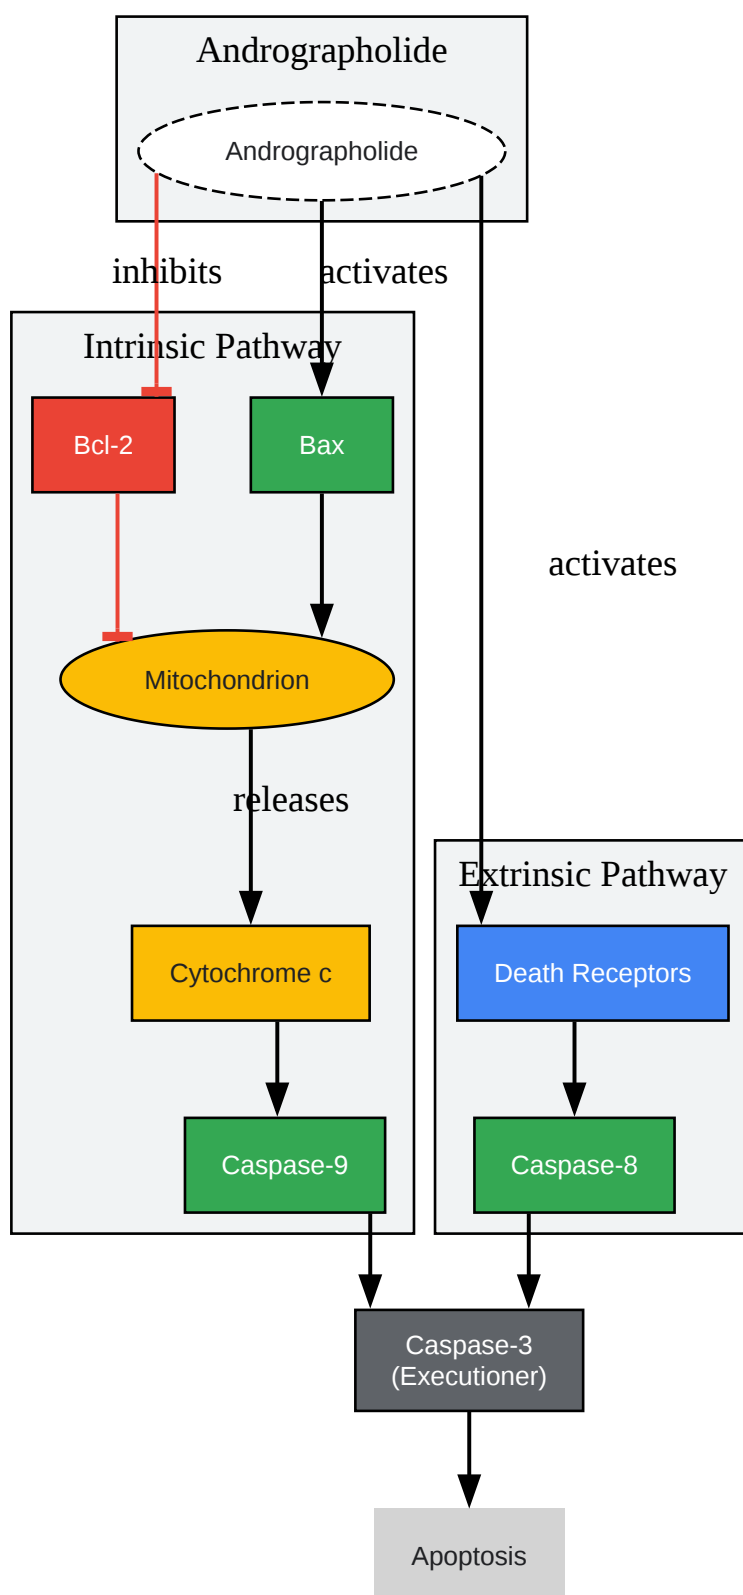 Andrographolide
Andrographolide
inhibits
activates
Intrinsic Pathway
Bcl-2
Bax
activates
Mitochondrion
releases
Extrinsic Pathway
Cytochrome c
Death Receptors
Caspase-9
Caspase-8
Caspase-3
(Executioner)
Apoptosis